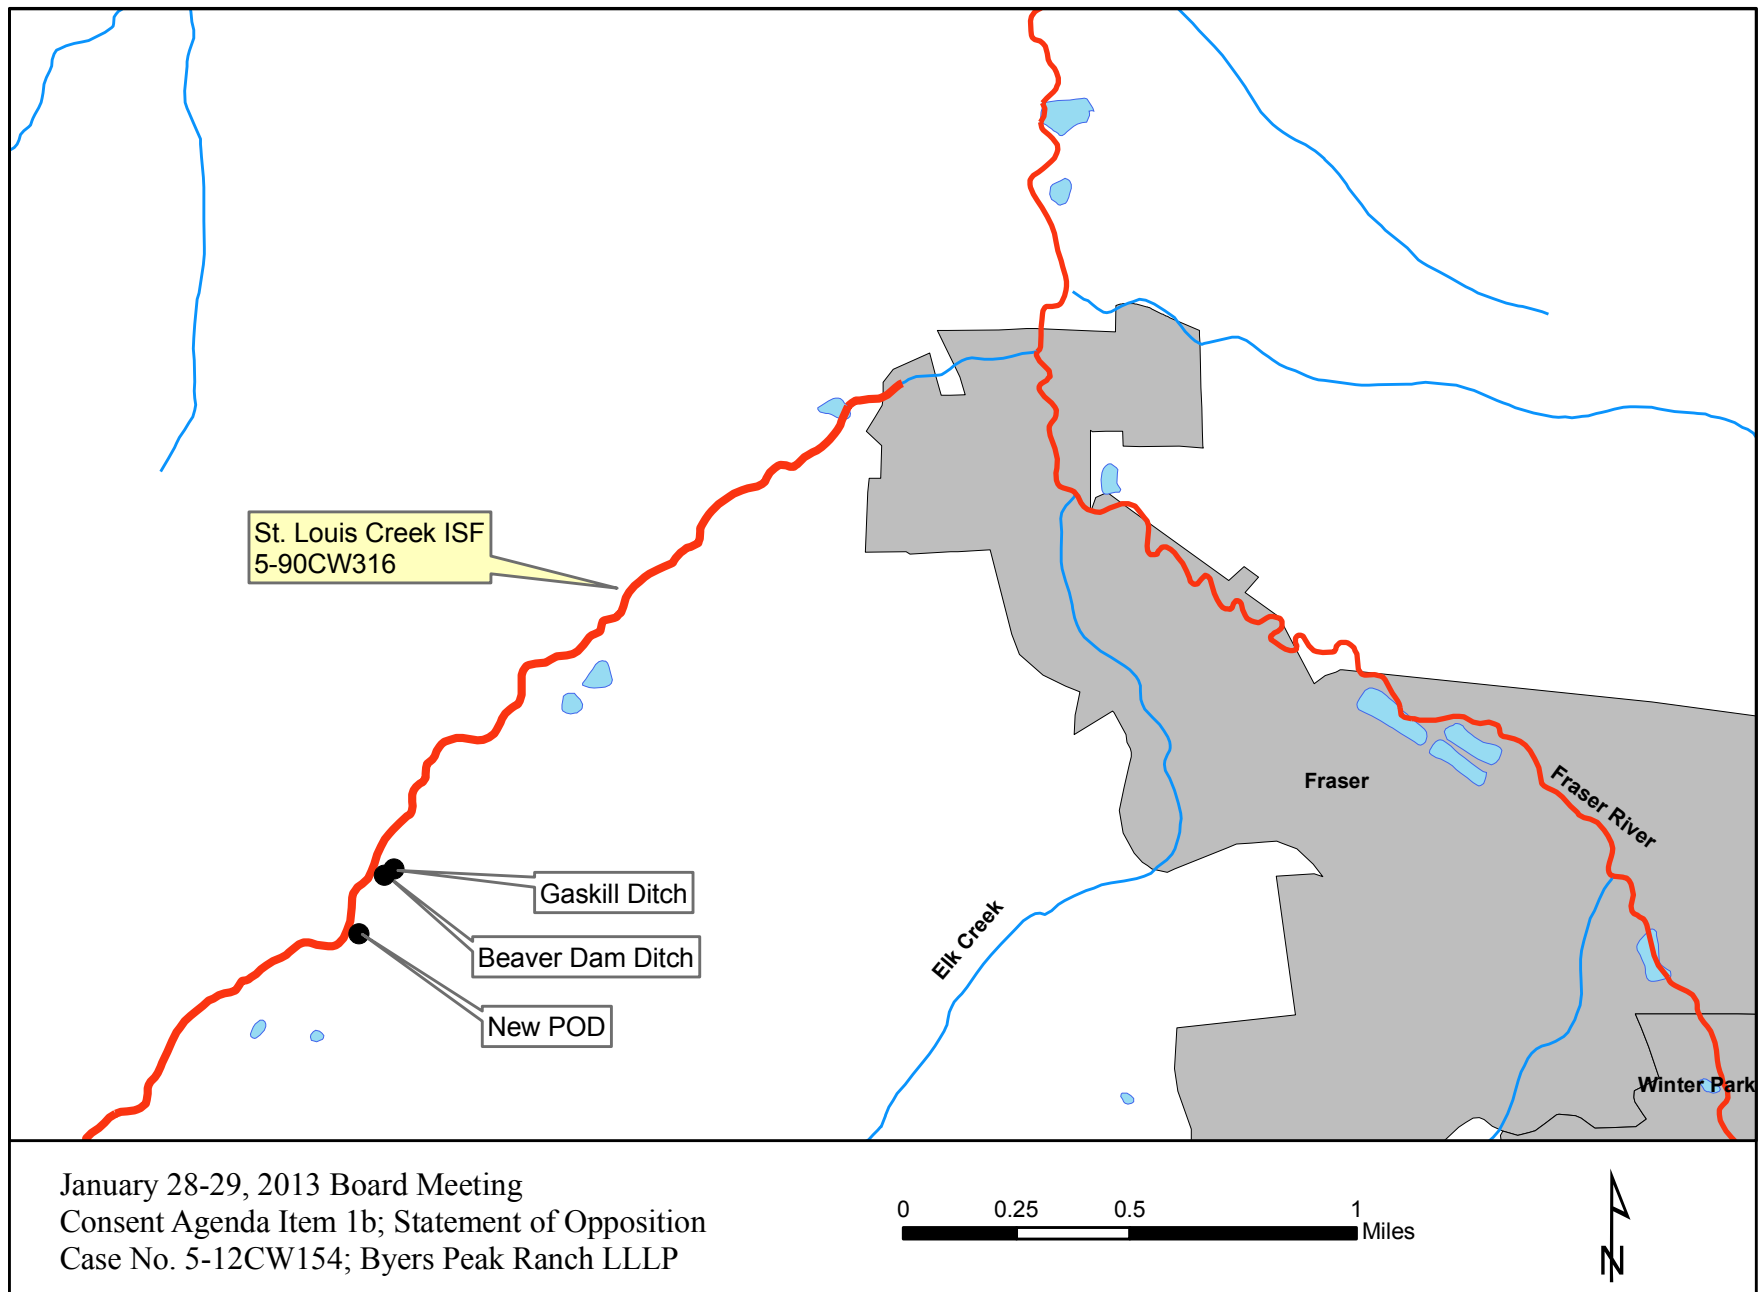 St. Louis Creek ISF
5-90CW316
Fraser
Fraser River
Gaskill Ditch
Elk Creek
Beaver Dam Ditch
New POD
Winter Park
January 28-29, 2013 Board Meeting
Consent Agenda Item 1b; Statement of Opposition
Case No. 5-12CW154; Byers Peak Ranch LLLP
0 0.25 0.5 1
Miles
N